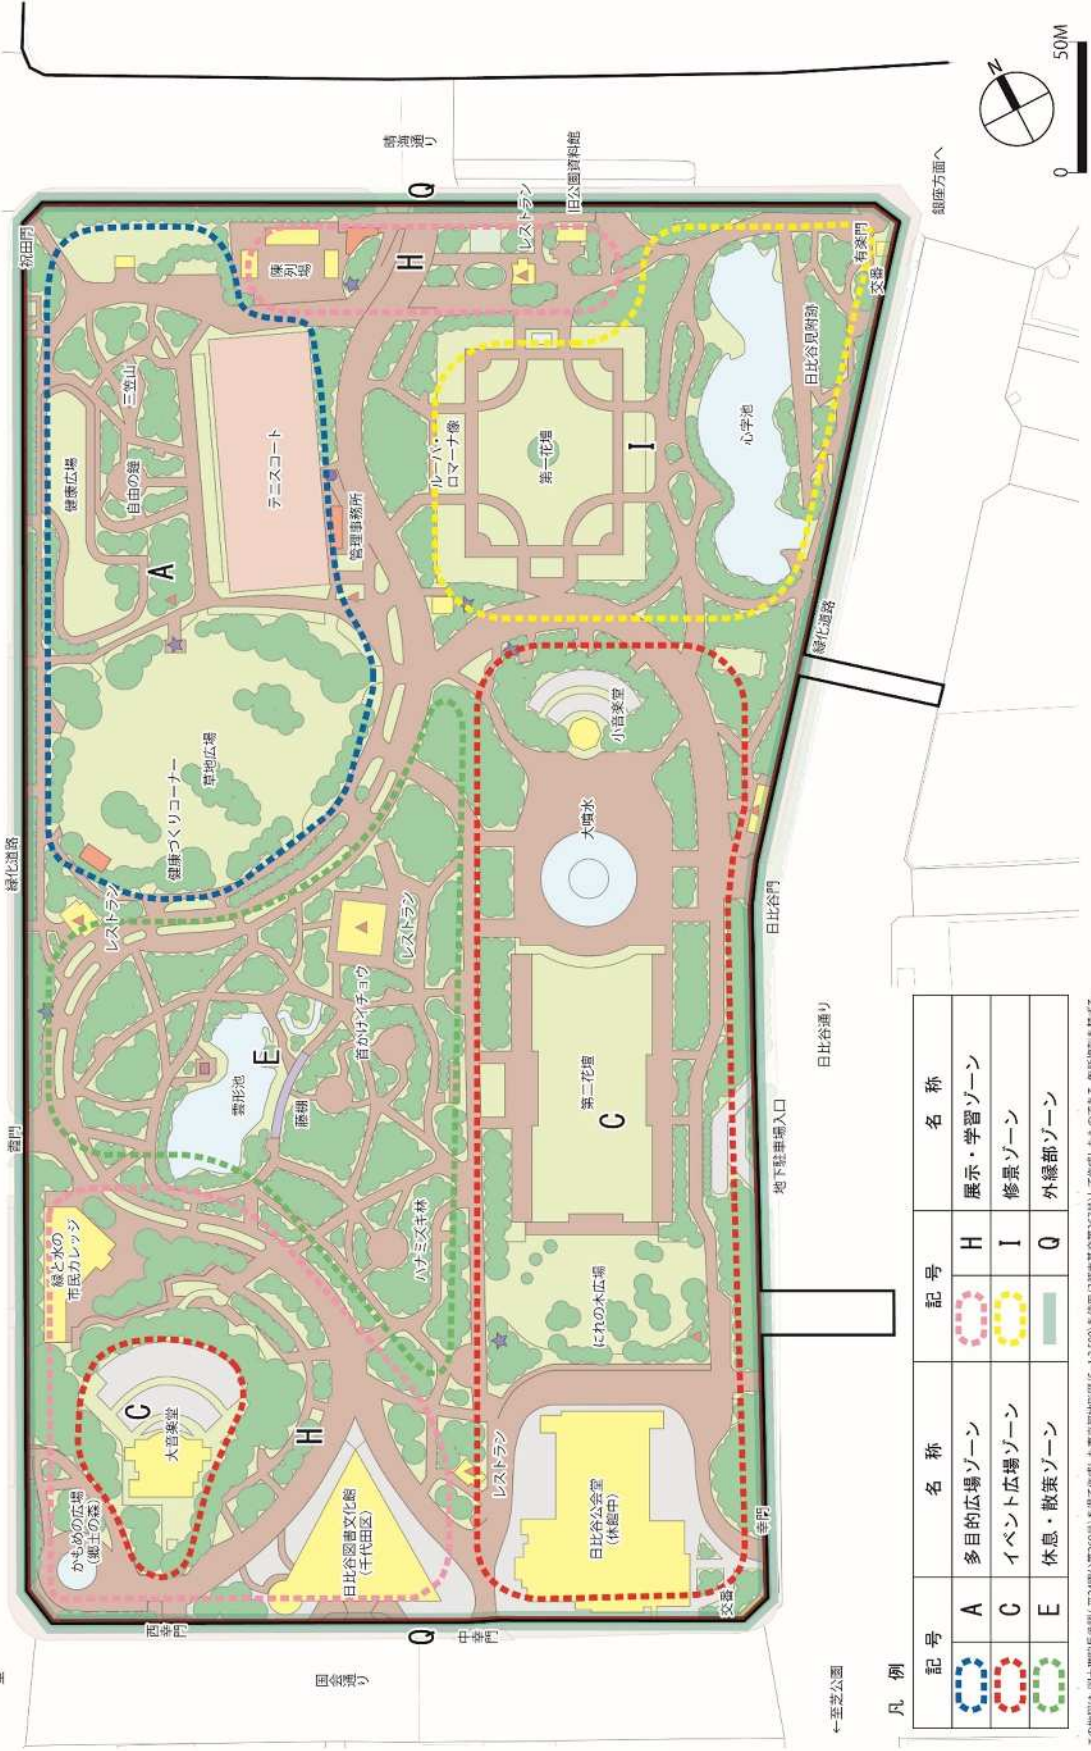 晴海
通り
銀座方面へ
N
0
50M
Q
祝田門
陳列
場
H
レストラン
旧公園資料館
有楽門
交番
三笠山
健康広場
自由の鐘
テニスコート
A
管理事務所
ルーパ・
ロマーナ像
第一花壇
I
心字池
日比谷見附跡
緑化道路
健康づくりコーナー
草地広場
小音楽堂
大噴水
緑化道路
レストラン
レストラン
首かけイチョウ
雲形池
E
藤棚
日比谷門
日比谷通り
第二花壇
C
地下駐車場入口
霞門
緑と水の
市民カレッジ
ハナミズキ林
にれの木広場
C
大音楽堂
H
かもめの広場
(郷土の森)
日比谷図書文化館
(千代田区)
レストラン
日比谷公会堂
(休館中)
幸門
交番
西幸
門
Q
中幸
門
国会
通り
←至芝公園
凡 例
記号 名称 記号 名称
A 多目的広場ゾーン H 展示・学習ゾーン
C イベント広場ゾーン I 修景ゾーン
E 休息・散策ゾーン Q 外縁部ゾーン